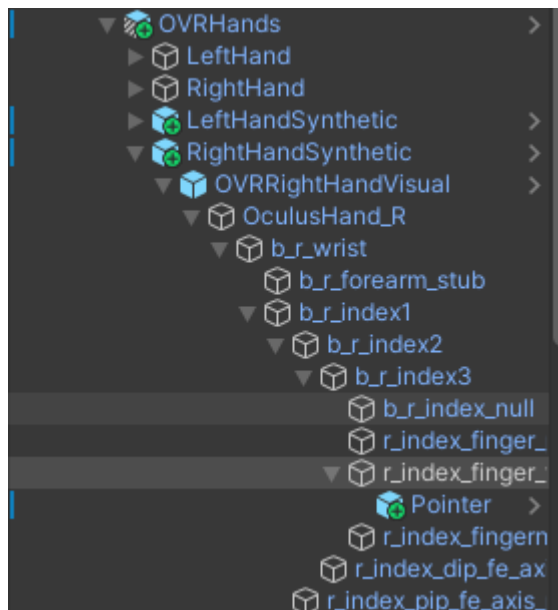 OVRHands
LeftHand
RightHand
LeftHandSynthetic
RightHandSynthetic
OVRRightHandVisual
OculusHand_R
b_r_wrist
b_r_forearm_stub
b_r_index1
b_r_index2
b_r_index3
b_r_index_null
r_index_finger_
r_index_finger_
Pointer
r_index_fingern
r_index_dip_fe_ax
r_index_pip_fe_axis_